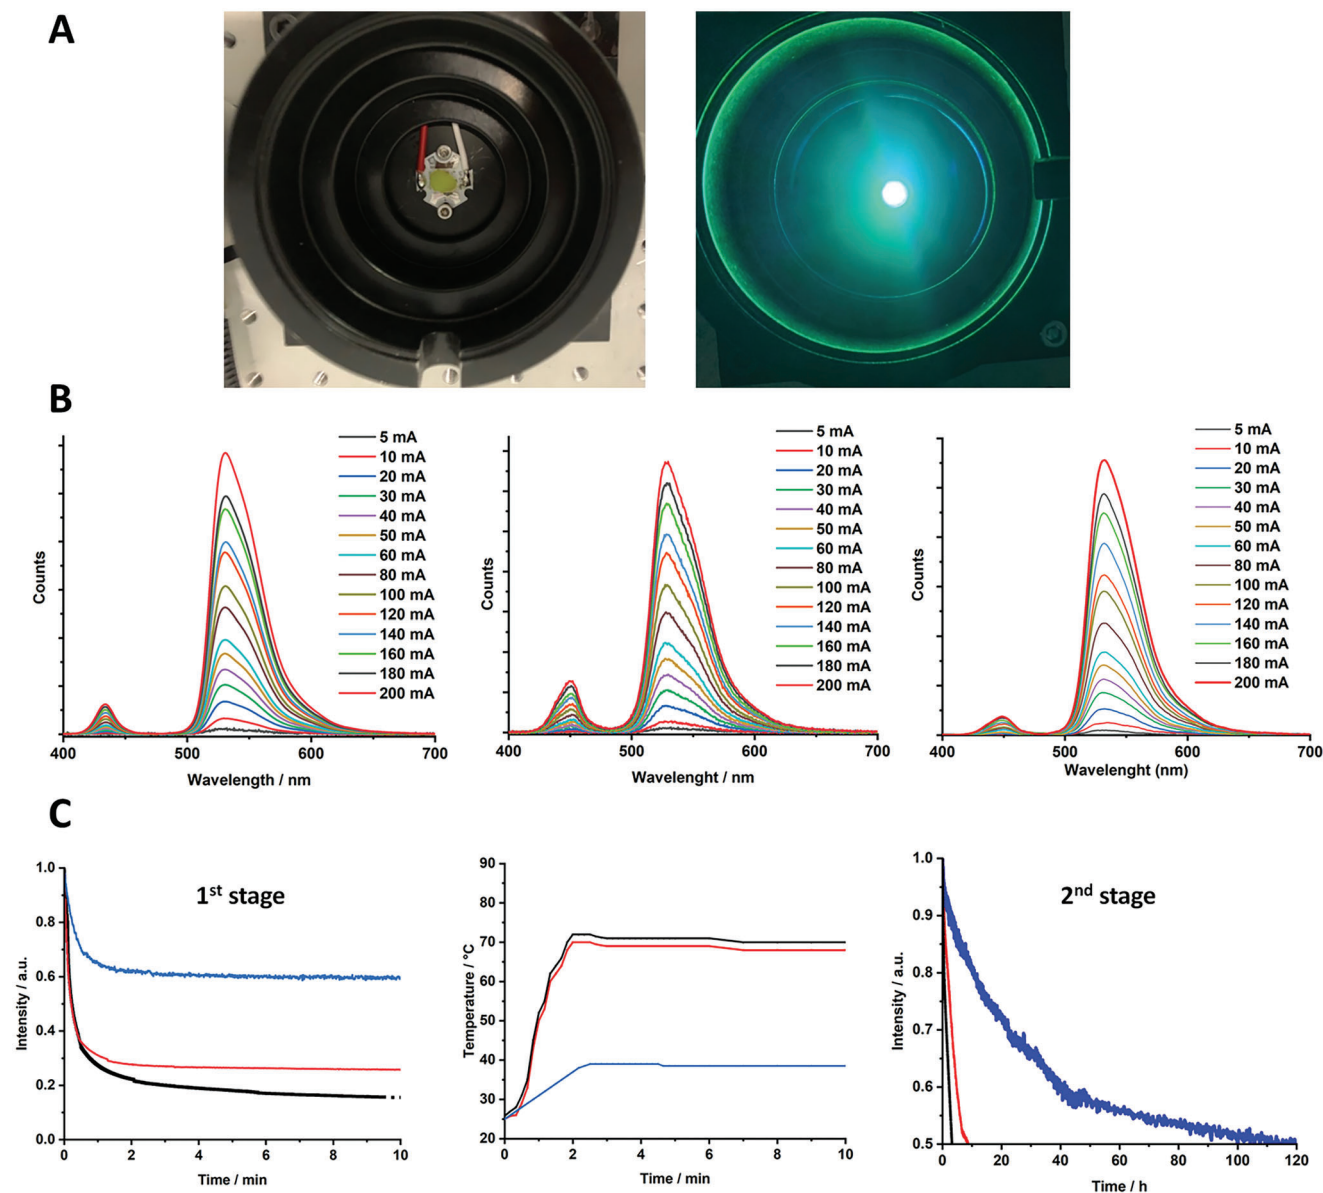 A
B
Counts
5 mA
10 mA
20 mA
30 mA
40 mA
50 mA
60 mA
80 mA
100 mA
120 mA
140 mA
160 mA
180 mA
200 mA
400 500 600 700
Wavelength / nm
Counts
5 mA
10 mA
20 mA
30 mA
40 mA
50 mA
60 mA
80 mA
100 mA
120 mA
140 mA
160 mA
180 mA
200 mA
400 500 600 700
Wavelenght / nm
Counts
5 mA
10 mA
20 mA
30 mA
40 mA
50 mA
60 mA
80 mA
100 mA
120 mA
140 mA
160 mA
180 mA
200 mA
400 500 600 700
Wavelenght (nm)
C
1st stage
Intensity / a.u.
1.0
0.8
0.6
0.4
0.2
0.0
0 2 4 6 8 10
Time / min
Temperature / °C
90
80
70
60
50
40
30
20
0 2 4 6 8 10
Time / min
2nd stage
Intensity / a.u.
1.0
0.9
0.8
0.7
0.6
0.5
0 20 40 60 80 100 120
Time / h